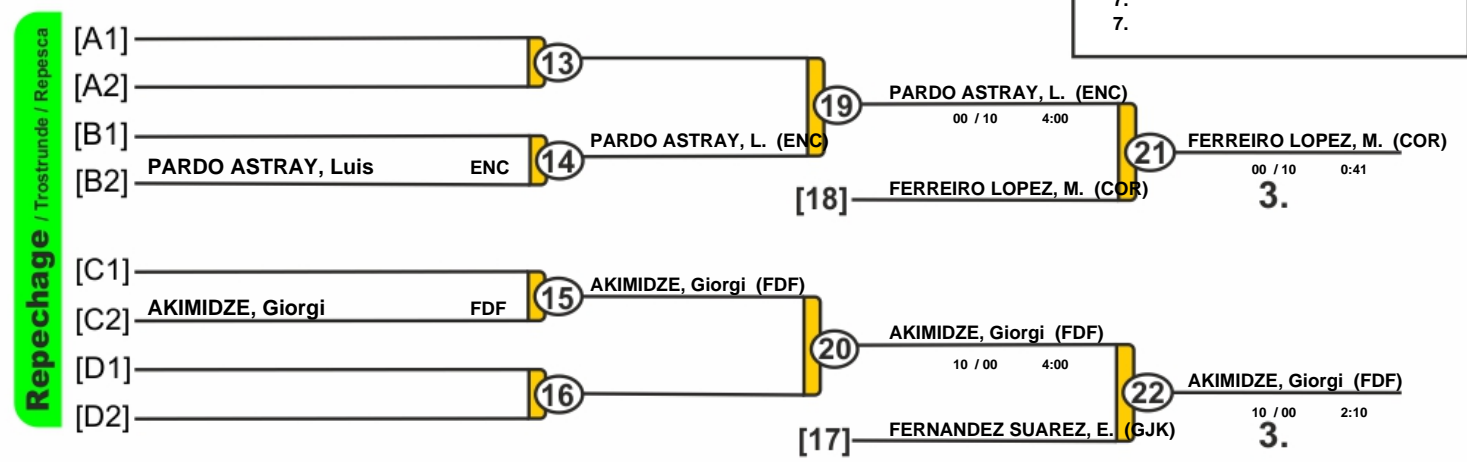 7.
7.
Repechage / Trostrunde / Repesca
[A1]
13
[A2]
19
PARDO ASTRAY, L. (ENC)
00 / 10 4:00
[B1]
14
PARDO ASTRAY, L. (ENC)
21
FERREIRO LOPEZ, M. (COR)
00 / 10 0:41
3.
[B2] PARDO ASTRAY, Luis ENC
[18] FERREIRO LOPEZ, M. (COR)
[C1]
15
AKIMIDZE, Giorgi (FDF)
[C2] AKIMIDZE, Giorgi FDF
20
AKIMIDZE, Giorgi (FDF)
10 / 00 4:00
[D1]
16
22
AKIMIDZE, Giorgi (FDF)
10 / 00 2:10
3.
[D2]
[17] FERNANDEZ SUAREZ, E. (GJK)